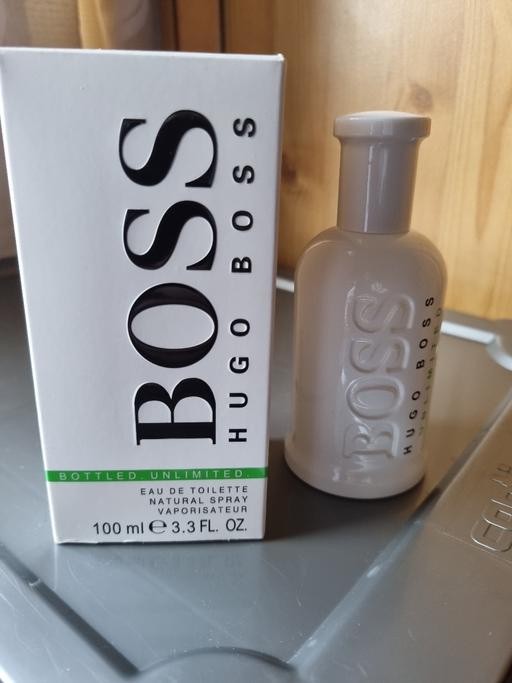 BOSS
HUGO BOSS
BOTTLED. UNLIMITED.
EAU DE TOILETTE
NATURAL SPRAY
VAPORISATEUR
100 ml ℮ 3.3 FL. OZ.
BOSS
HUGO BOSS
UNLIMITED